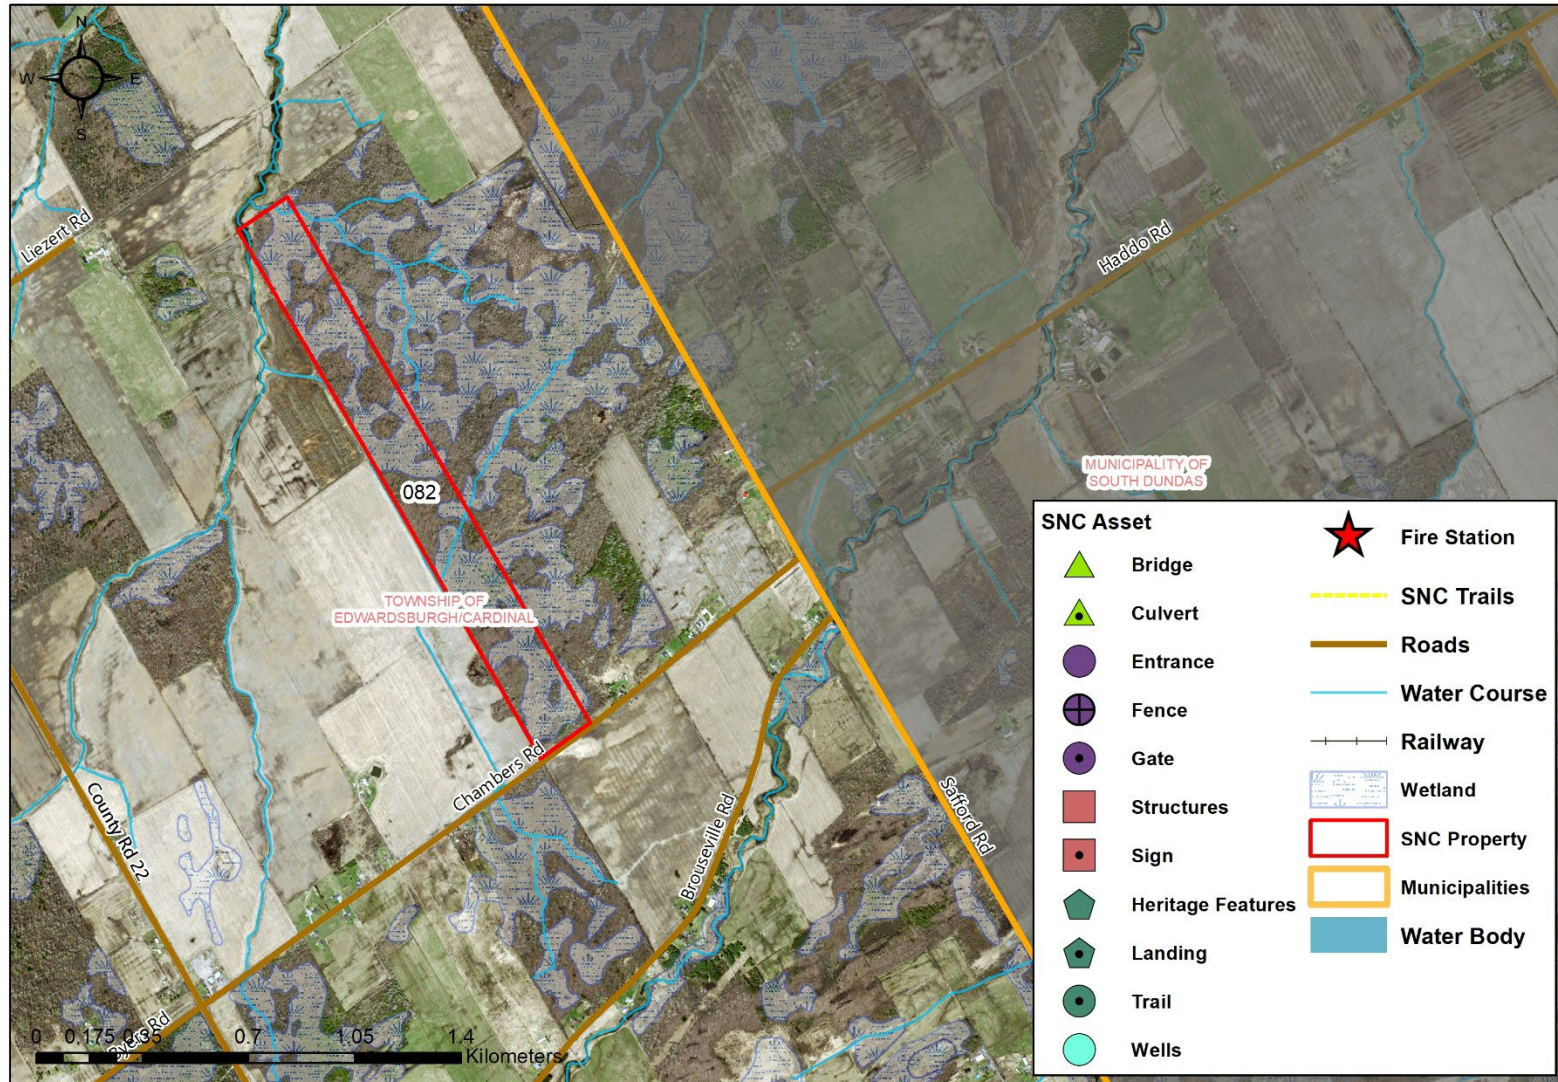 N
W E
S
Liezert Rd
Haddo Rd
MUNICIPALITY OF
SOUTH DUNDAS
082
TOWNSHIP OF
EDWARDSBURGH/CARDINAL
Chambers Rd
County Rd 22
Brouseville Rd
Safford Rd
Byers Rd
0 0.175 0.35 0.7 1.05 1.4
Kilometers
SNC Asset
Bridge
Culvert
Entrance
Fence
Gate
Structures
Sign
Heritage Features
Landing
Trail
Wells
Fire Station
SNC Trails
Roads
Water Course
Railway
Wetland
SNC Property
Municipalities
Water Body